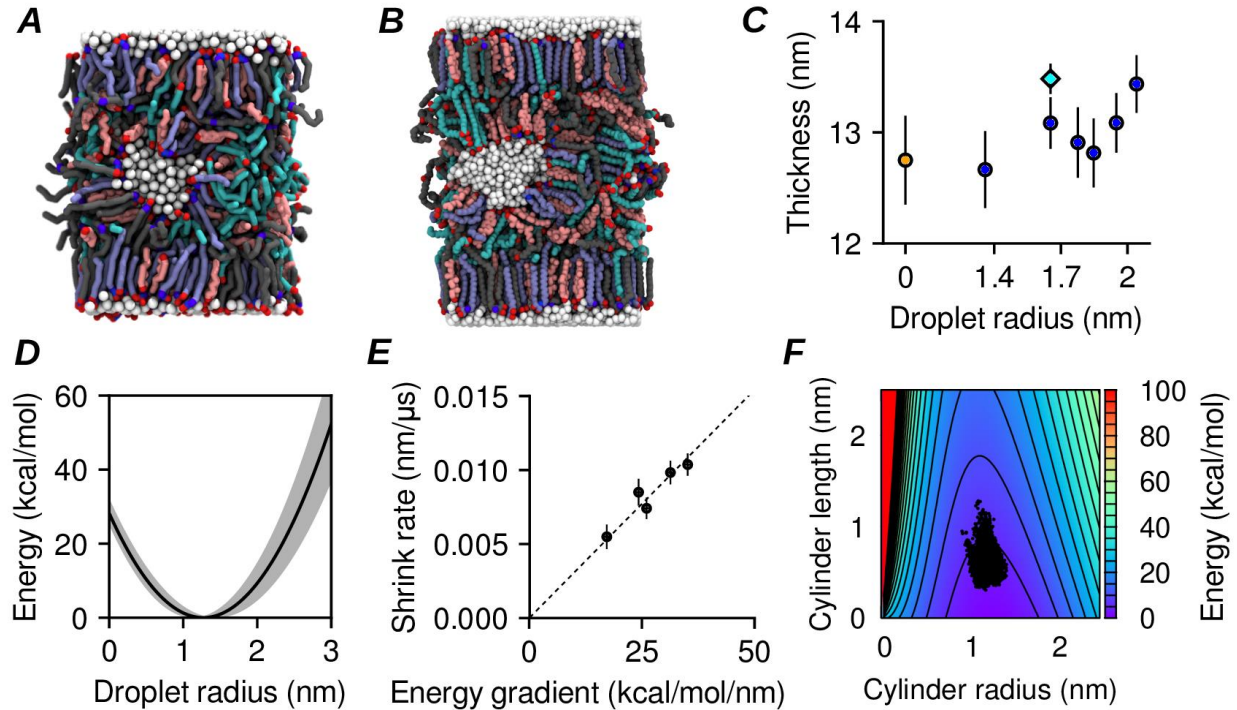 A
B
C
14
13
12
Thickness (nm)
0
1.4
1.7
2
Droplet radius (nm)
D
60
40
20
0
Energy (kcal/mol)
0
1
2
3
Droplet radius (nm)
E
0.015
0.010
0.005
0.000
Shrink rate (nm/μs)
0
25
50
Energy gradient (kcal/mol/nm)
F
2
1
0
Cylinder length (nm)
0
1
2
Cylinder radius (nm)
100
80
60
40
20
0
Energy (kcal/mol)